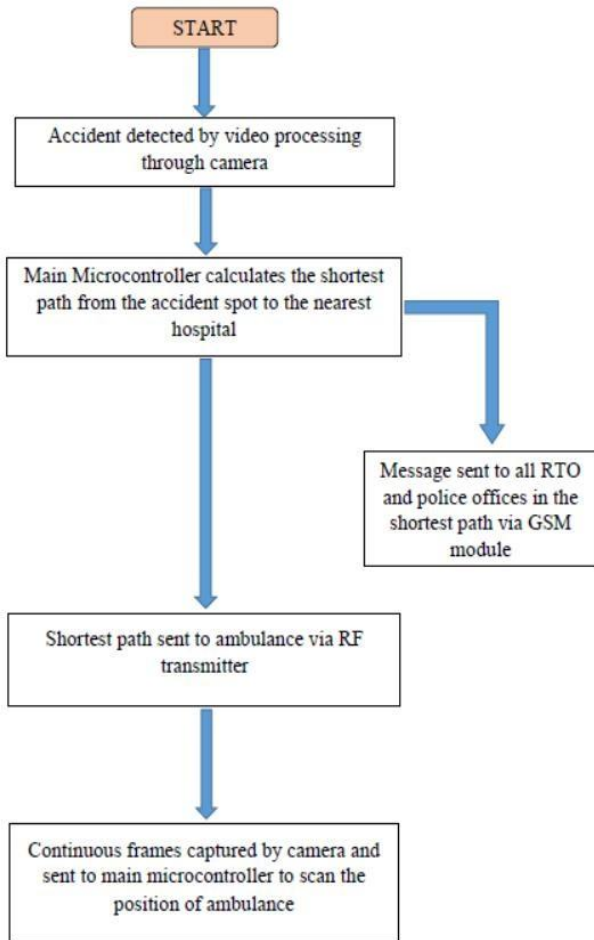 START
Accident detected by video processing
through camera
Main Microcontroller calculates the shortest
path from the accident spot to the nearest
hospital
Message sent to all RTO
and police offices in the
shortest path via GSM
module
Shortest path sent to ambulance via RF
transmitter
Continuous frames captured by camera and
sent to main microcontroller to scan the
position of ambulance